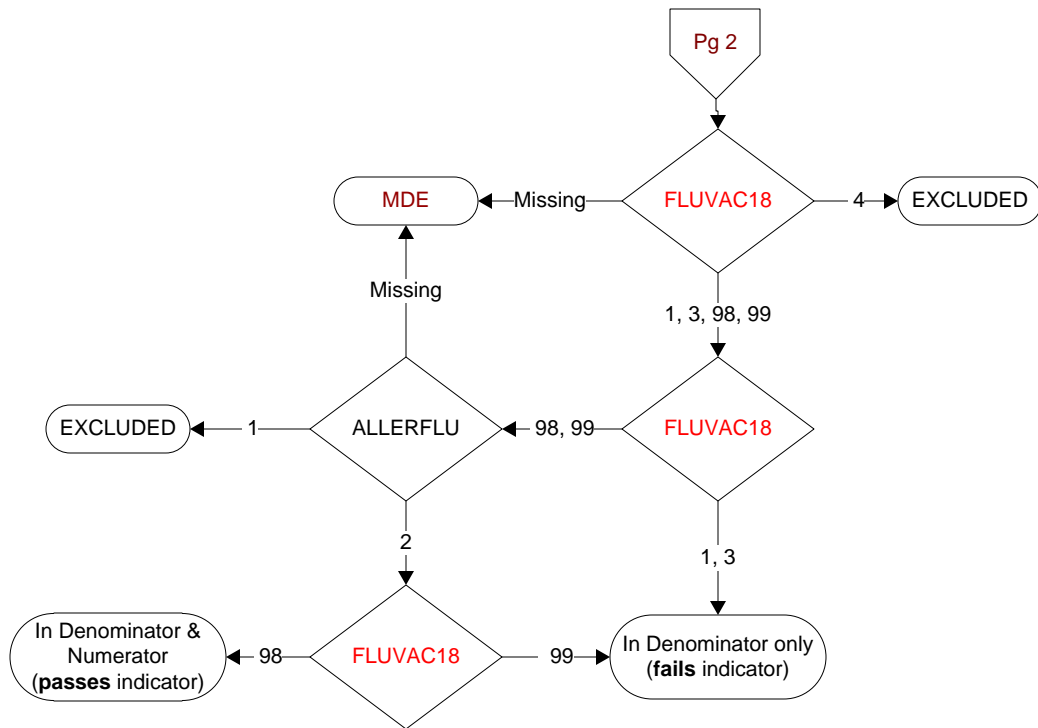 Pg 2
MDE
Missing
FLUVAC18
4
EXCLUDED
Missing
1, 3, 98, 99
EXCLUDED
1
ALLERFLU
98, 99
FLUVAC18
2
1, 3
In Denominator &
Numerator
(passes indicator)
98
FLUVAC18
99
In Denominator only
(fails indicator)